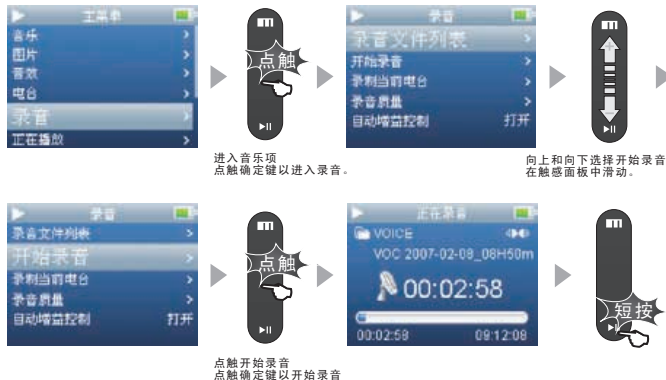 主菜单
音乐
图片
音效
电台
录音
正在播放
点触
进入音乐项
点触确定键以进入录音。
录音
录音文件列表
开始录音
录制当前电台
录音质量
自动增益控制 打开
向上和向下选择开始录音
在触感面板中滑动。
录音
录音文件列表
开始录音
录制当前电台
录音质量
自动增益控制 打开
点触
点触开始录音
点触确定键以开始录音
正在录音
VOICE
VOC 2007-02-09_08H50m
00:02:58
00:02:58 09:12:08
短按